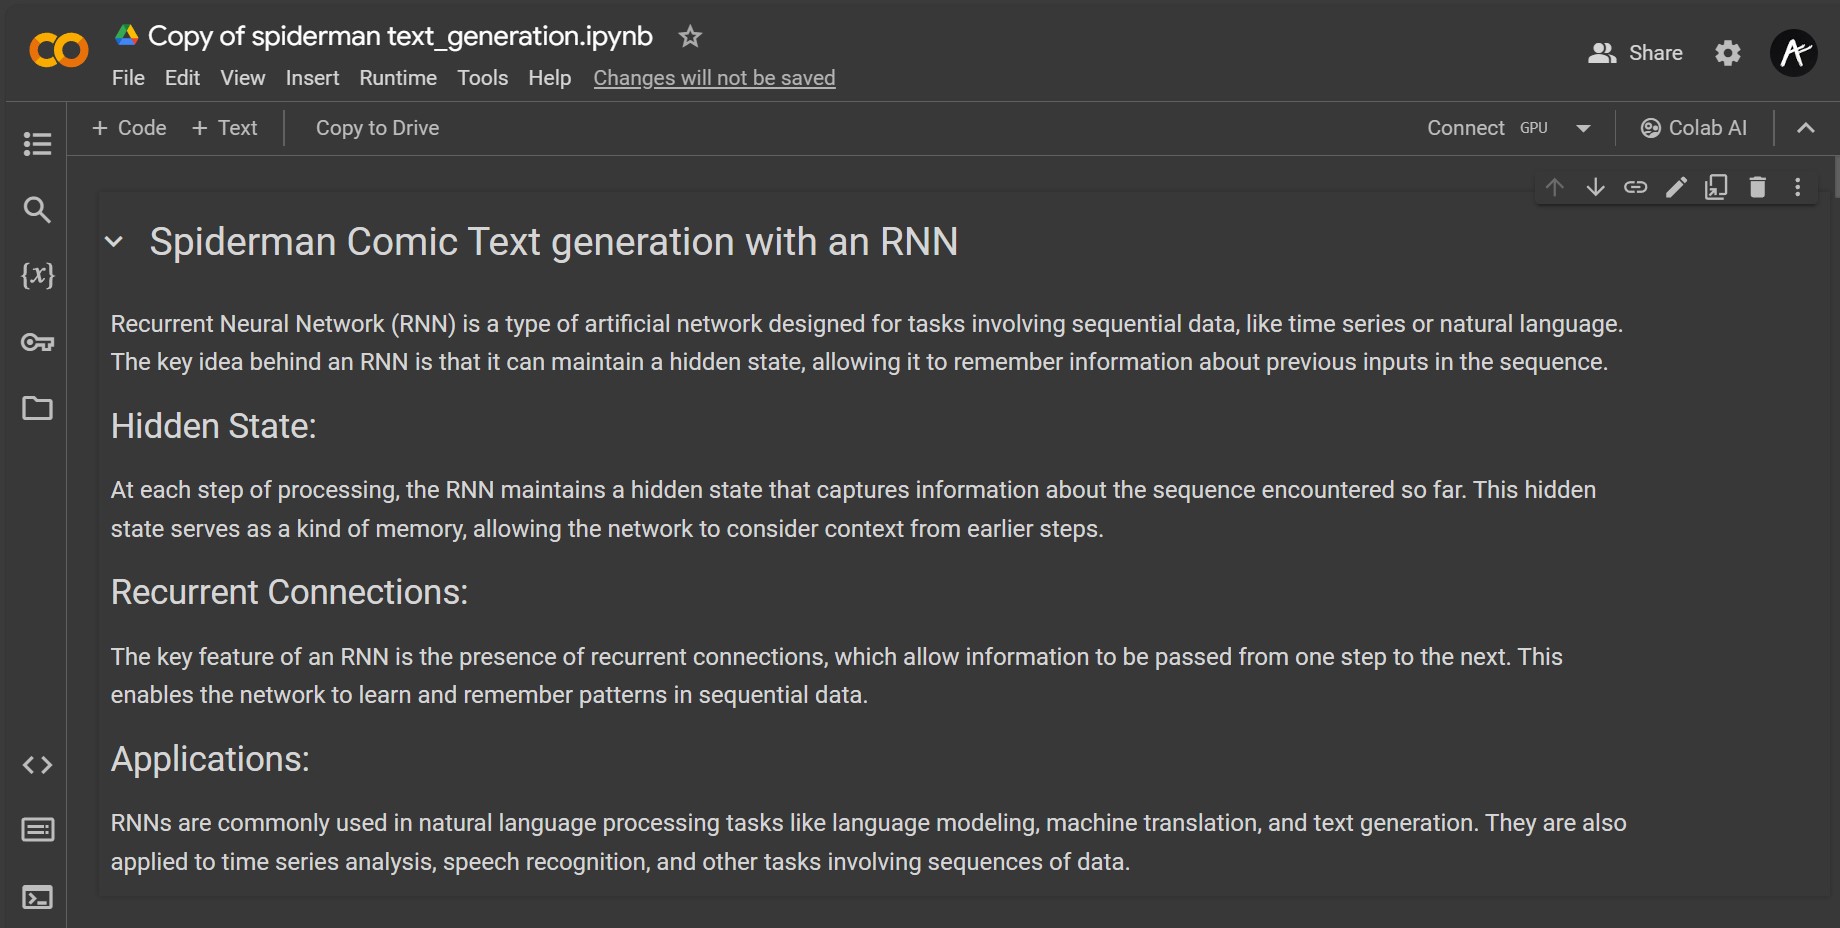 Copy of spiderman text_generation.ipynb
File Edit View Insert Runtime Tools Help Changes will not be saved
Share
+ Code + Text Copy to Drive
Connect GPU Colab AI
Spiderman Comic Text generation with an RNN
{x}
Recurrent Neural Network (RNN) is a type of artificial network designed for tasks involving sequential data, like time series or natural language.
The key idea behind an RNN is that it can maintain a hidden state, allowing it to remember information about previous inputs in the sequence.
Hidden State:
At each step of processing, the RNN maintains a hidden state that captures information about the sequence encountered so far. This hidden
state serves as a kind of memory, allowing the network to consider context from earlier steps.
Recurrent Connections:
The key feature of an RNN is the presence of recurrent connections, which allow information to be passed from one step to the next. This
enables the network to learn and remember patterns in sequential data.
Applications:
RNNs are commonly used in natural language processing tasks like language modeling, machine translation, and text generation. They are also
applied to time series analysis, speech recognition, and other tasks involving sequences of data.